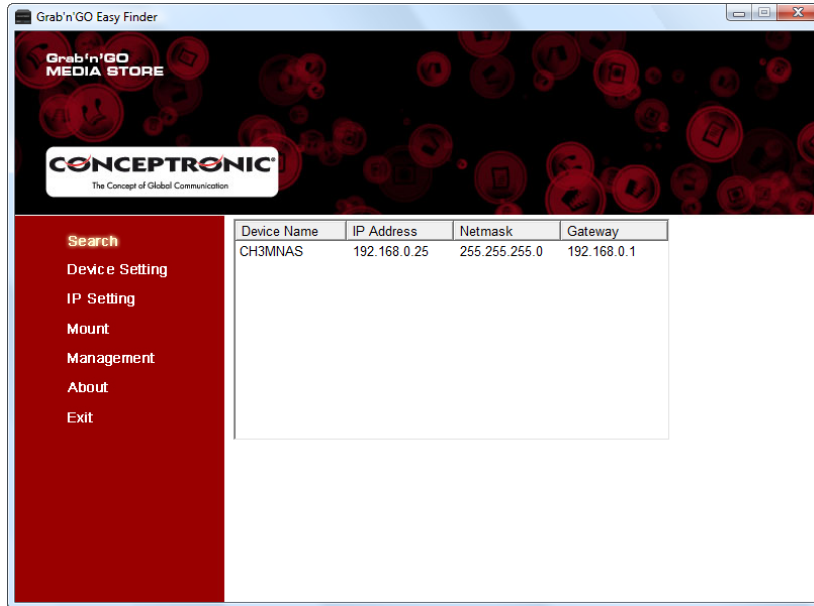 Grab'n'GO Easy Finder
Grab'n'GO
MEDIA STORE
CONCEPTRONIC®
The Concept of Global Communication
Search
Device Setting
IP Setting
Mount
Management
About
Exit
Device Name IP Address Netmask Gateway
CH3MNAS 192.168.0.25 255.255.255.0 192.168.0.1